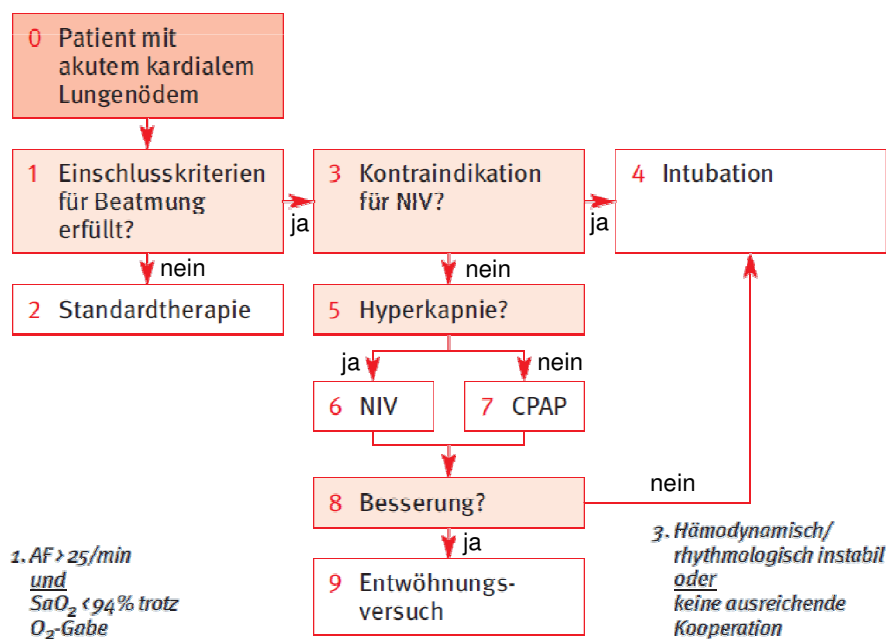 0 Patient mit
akutem kardialem
Lungenödem
1 Einschlusskriterien
für Beatmung
erfüllt?
ja
3 Kontraindikation
für NIV?
ja
4 Intubation
nein
2 Standardtherapie
nein
5 Hyperkapnie?
ja
nein
6 NIV
7 CPAP
8 Besserung?
nein
ja
9 Entwöhnungs-
versuch
1. AF > 25/min
und
SaO₂ < 94% trotz
O₂-Gabe
3. Hämodynamisch/
rhythmologisch instabil
oder
keine ausreichende
Kooperation